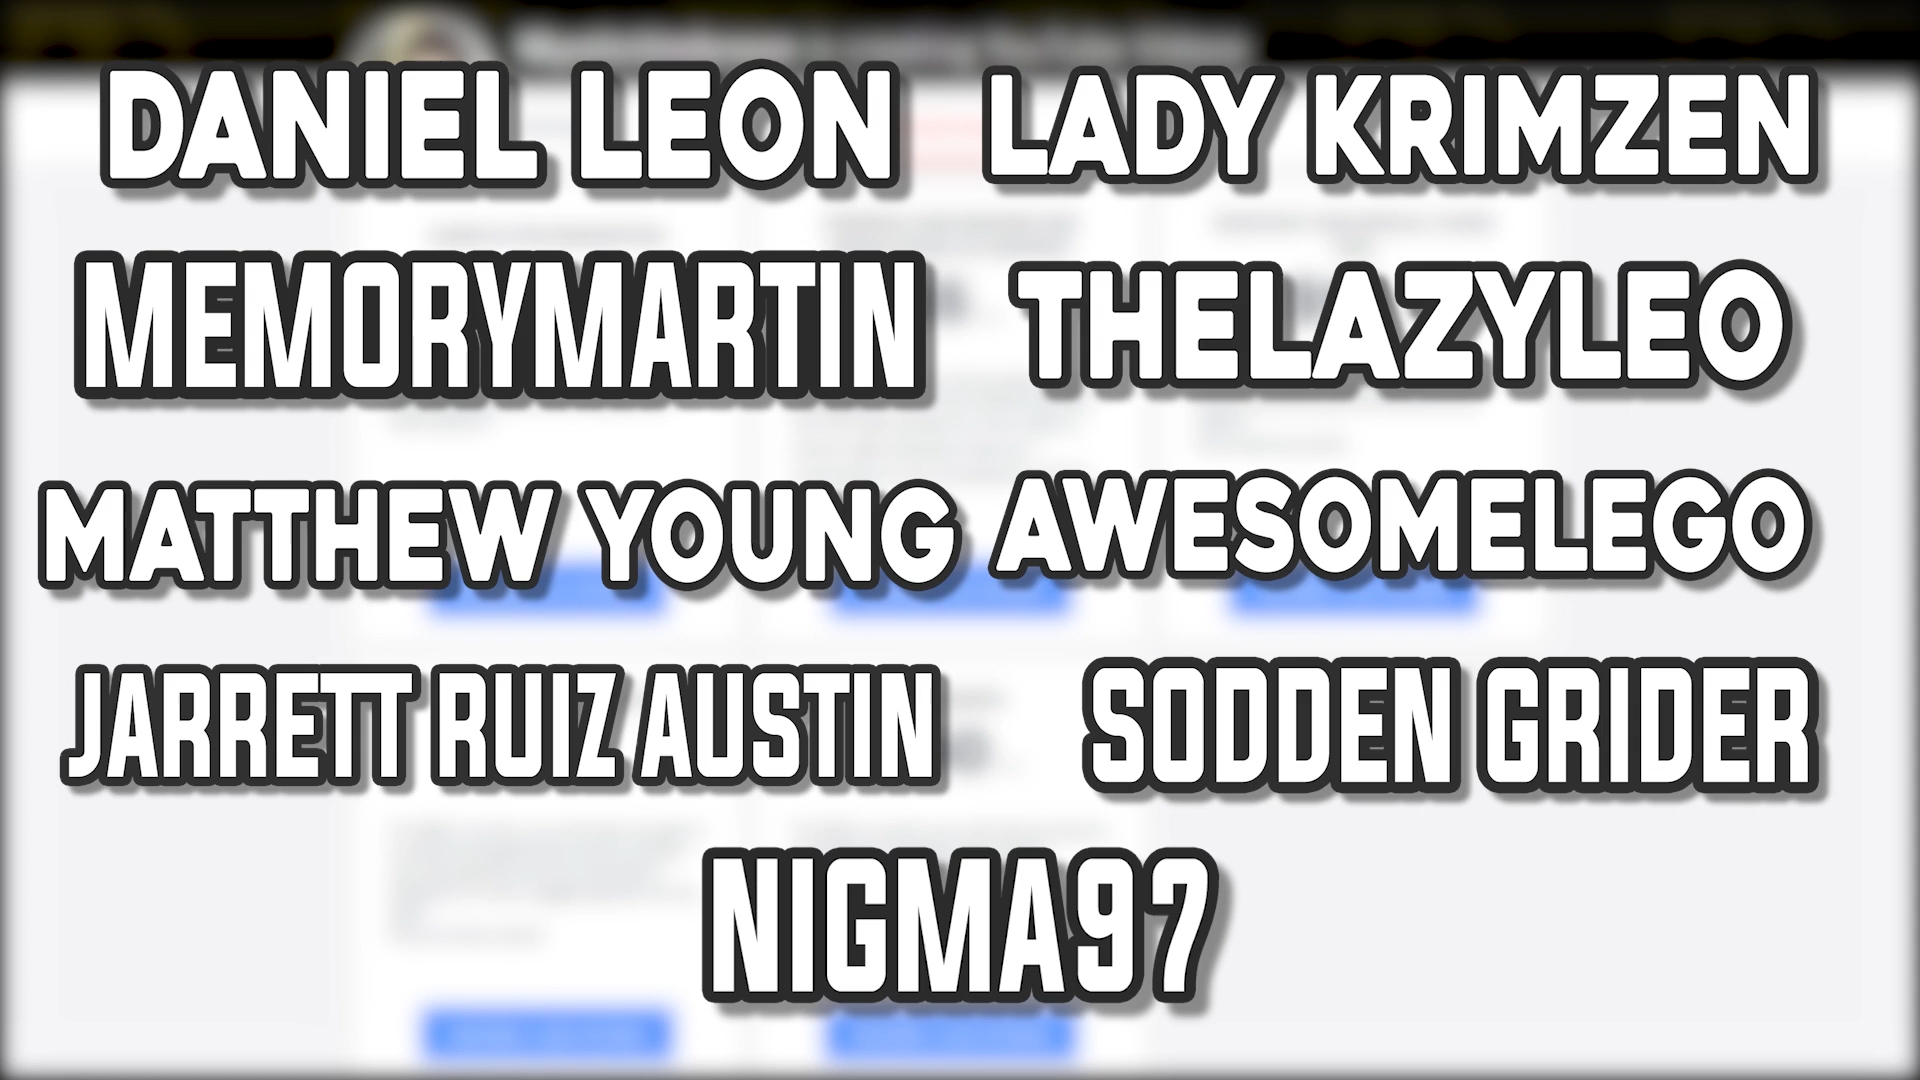 DANIEL LEON
LADY KRIMZEN
MEMORYMARTIN
THELAZYLEO
MATTHEW YOUNG
AWESOMELEGO
JARRETT RUIZ AUSTIN
SODDEN GRIDER
NIGMA97